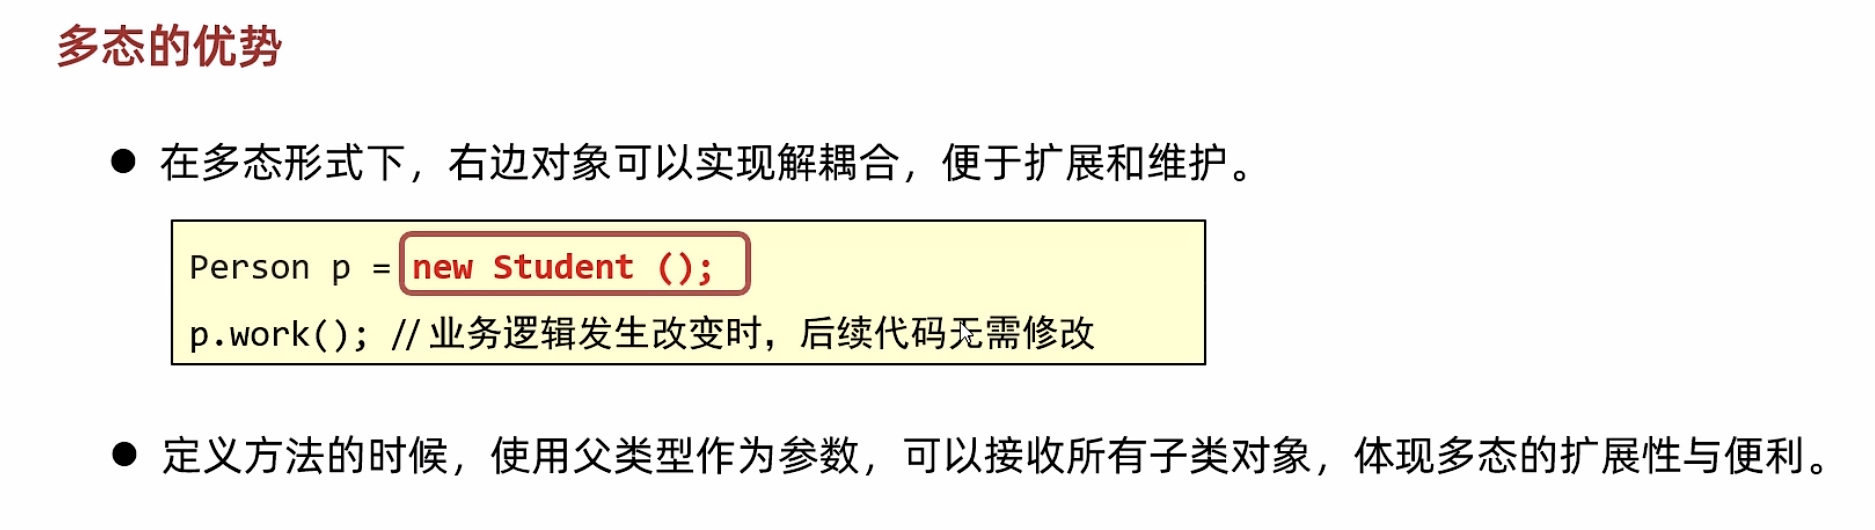 多态的优势
● 在多态形式下，右边对象可以实现解耦合，便于扩展和维护。
Person p = new Student ();
p.work(); //业务逻辑发生改变时，后续代码无需修改
● 定义方法的时候，使用父类型作为参数，可以接收所有子类对象，体现多态的扩展性与便利。